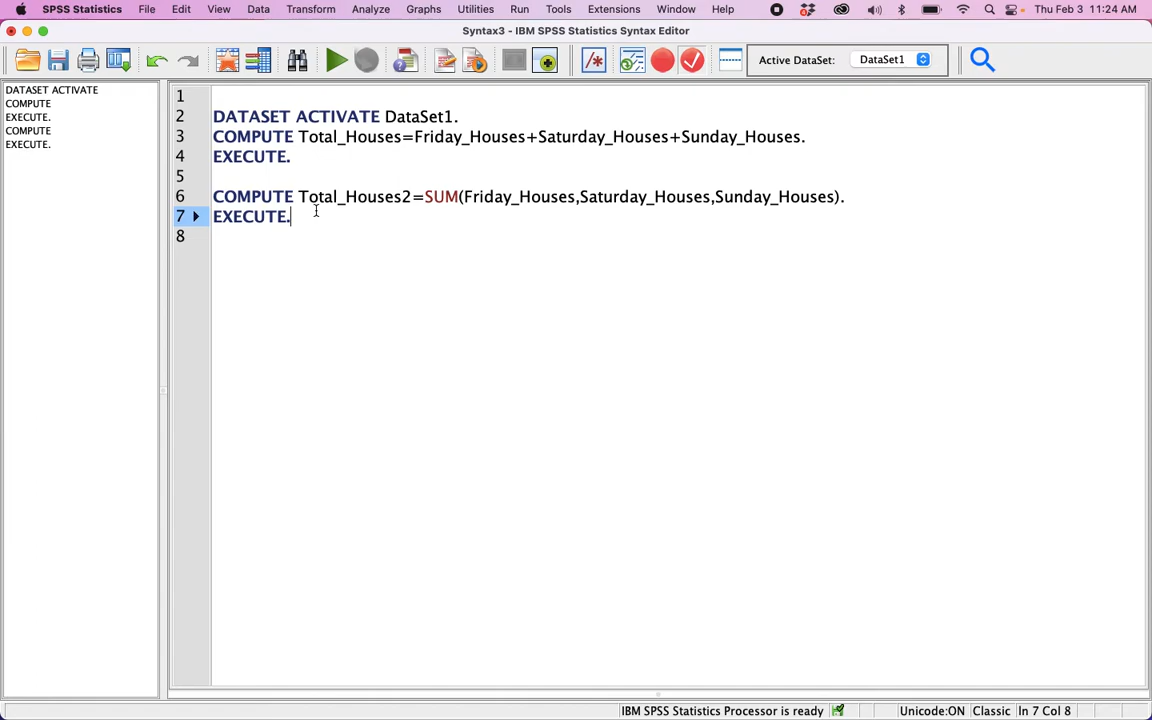 SPSS Statistics File Edit View Data Transform Analyze Graphs Utilities Run Tools Extensions Window Help Thu Feb 3 11:24 AM
Syntax3 - IBM SPSS Statistics Syntax Editor
Active DataSet: DataSet1
DATASET ACTIVATE
COMPUTE
EXECUTE.
COMPUTE
EXECUTE.
1
2 DATASET ACTIVATE DataSet1.
3 COMPUTE Total_Houses=Friday_Houses+Saturday_Houses+Sunday_Houses.
4 EXECUTE.
5
6 COMPUTE Total_Houses2=SUM(Friday_Houses,Saturday_Houses,Sunday_Houses).
7 EXECUTE.
8
IBM SPSS Statistics Processor is ready Unicode:ON Classic In 7 Col 8